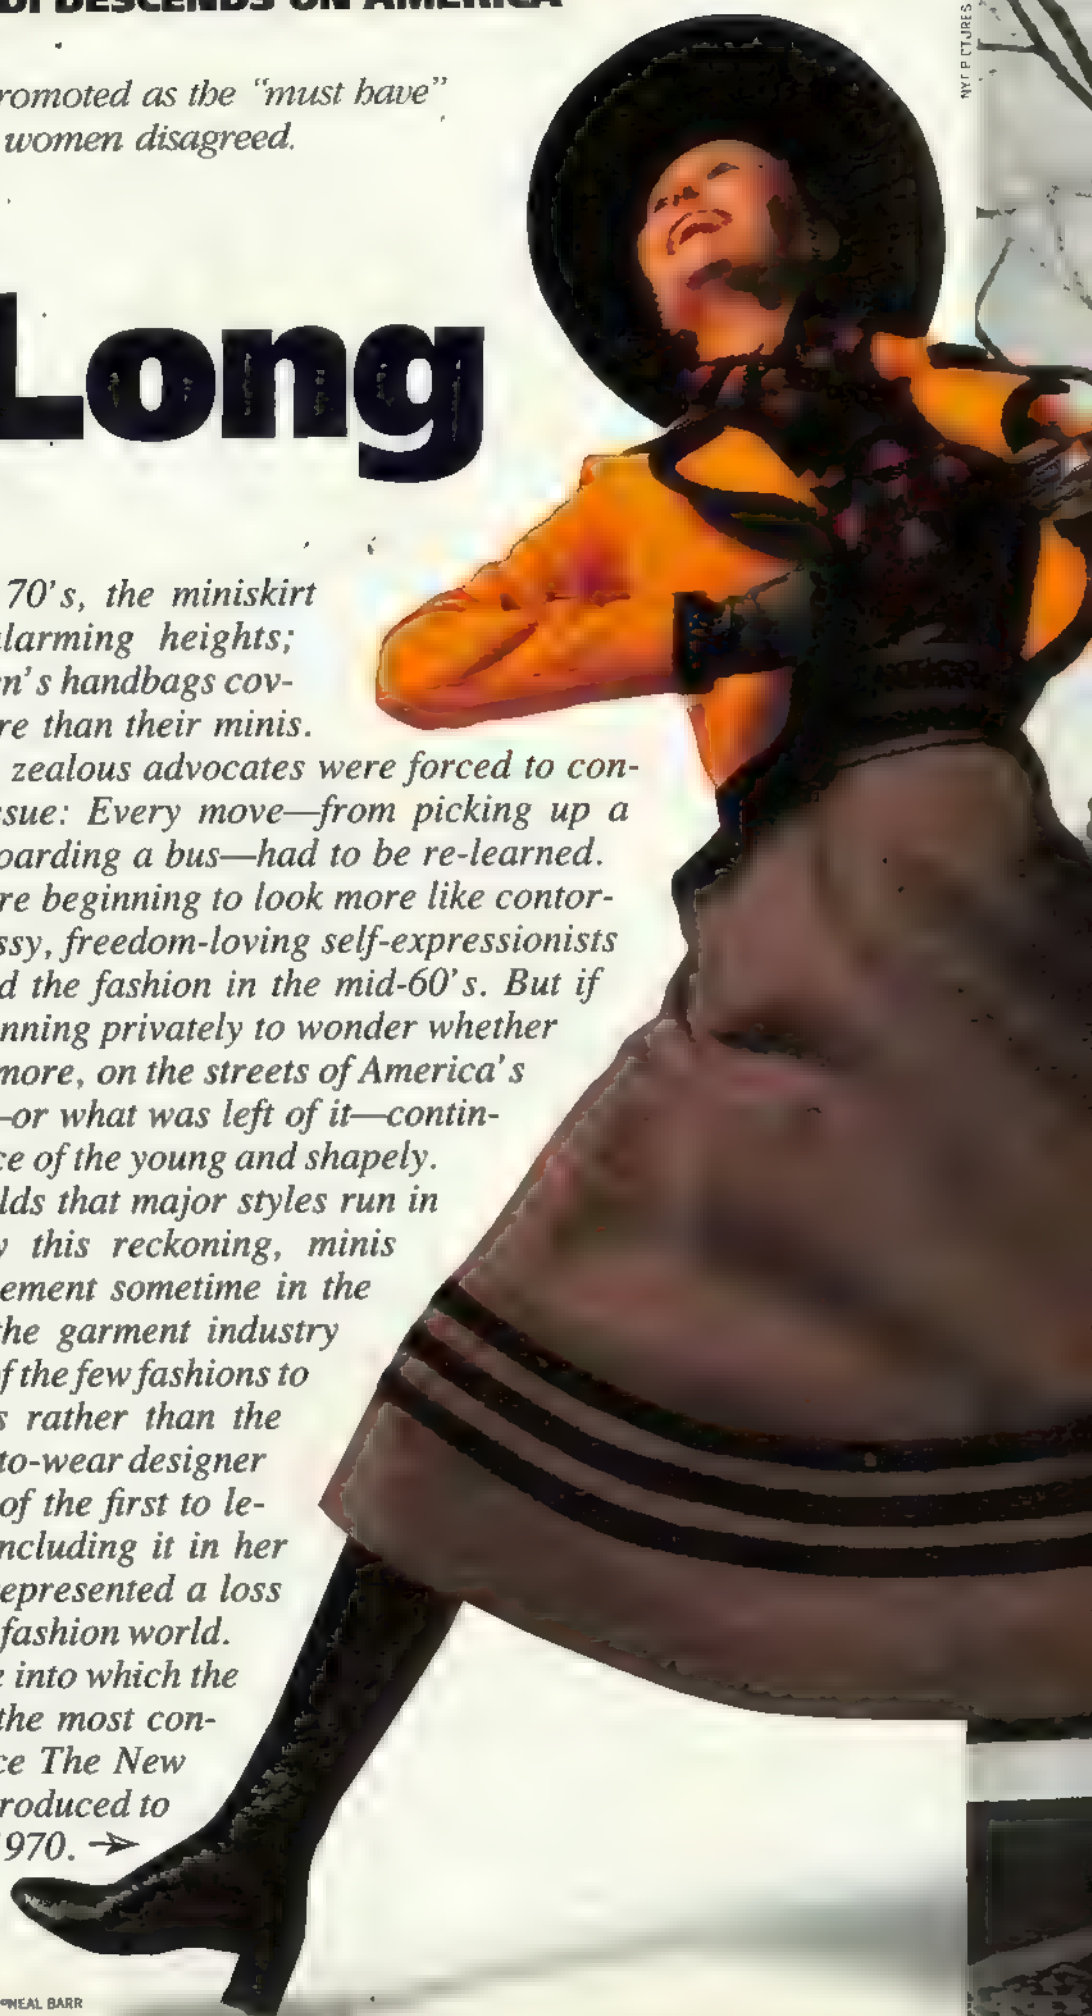 DESCENDS ON AMERICA
romoted as the “must have”
women disagreed.
Long
70's, the miniskirt
larming heights;
en's handbags cov-
re than their minis.
zealous advocates were forced to con-
ssue: Every move—from picking up a
oarding a bus—had to be re-learned.
re beginning to look more like contor-
ssy, freedom-loving self-expressionists
d the fashion in the mid-60's. But if
nning privately to wonder whether
more, on the streets of America's
—or what was left of it—contin-
ce of the young and shapely.
lds that major styles run in
y this reckoning, minis
ement sometime in the
the garment industry
of the few fashions to
s rather than the
to-wear designer
of the first to le-
ncluding it in her
epresented a loss
fashion world.
into which the
the most con-
ce The New
roduced to
1970. →
©NEAL BARR